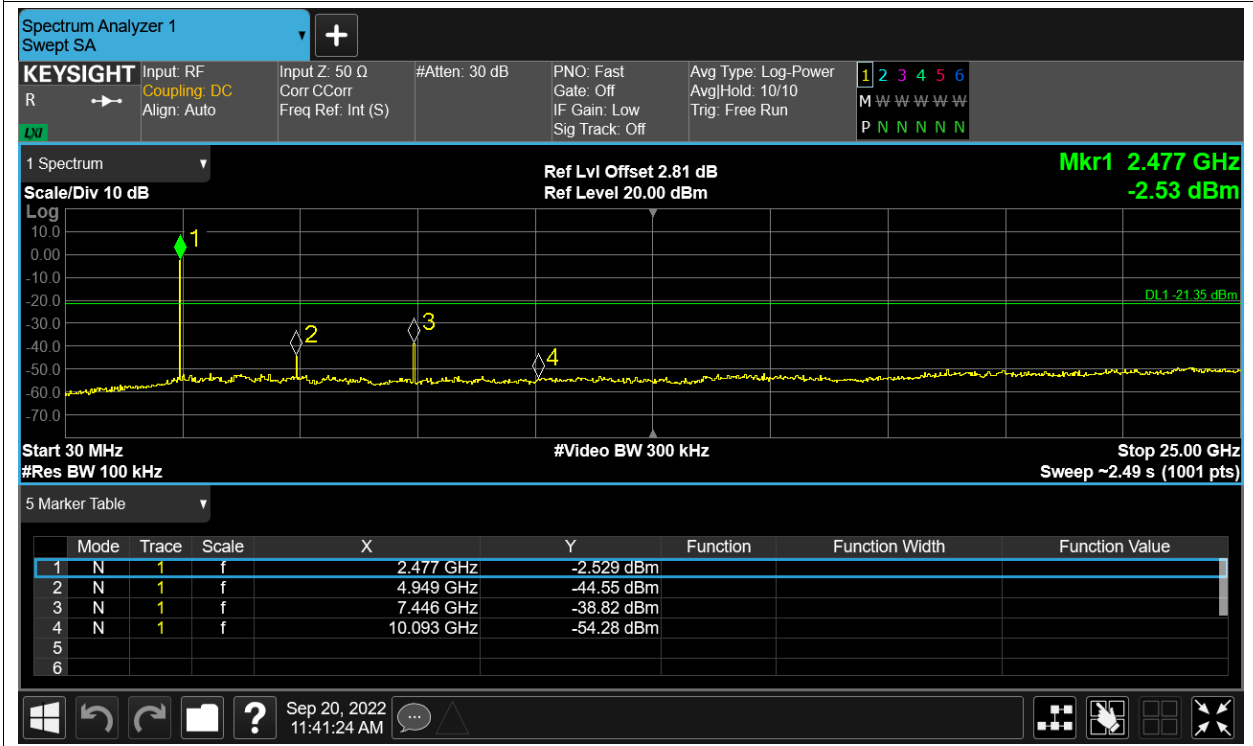 Spectrum Analyzer 1
Swept SA
+
KEYSIGHT Input: RF Input Z: 50 Ω #Atten: 30 dB PNO: Fast Avg Type: Log-Power 1 2 3 4 5 6
R Coupling: DC Corr CCorr Gate: Off Avg|Hold: 10/10 M W W W W W
Align: Auto Freq Ref: Int (S) IF Gain: Low Trig: Free Run
LXI Sig Track: Off P N N N N N
1 Spectrum Ref Lvl Offset 2.81 dB Mkr1 2.477 GHz
Scale/Div 10 dB Ref Level 20.00 dBm -2.53 dBm
Log
10.0
1
0.00
-10.0
DL1 -21.35 dBm
-20.0
-30.0
2 3
-40.0
4
-50.0
-60.0
-70.0
Start 30 MHz #Video BW 300 kHz Stop 25.00 GHz
#Res BW 100 kHz Sweep ~2.49 s (1001 pts)
5 Marker Table
Mode Trace Scale X Y Function Function Width Function Value
1 N 1 f 2.477 GHz -2.529 dBm
2 N 1 f 4.949 GHz -44.55 dBm
3 N 1 f 7.446 GHz -38.82 dBm
4 N 1 f 10.093 GHz -54.28 dBm
5
6
? Sep 20, 2022
11:41:24 AM